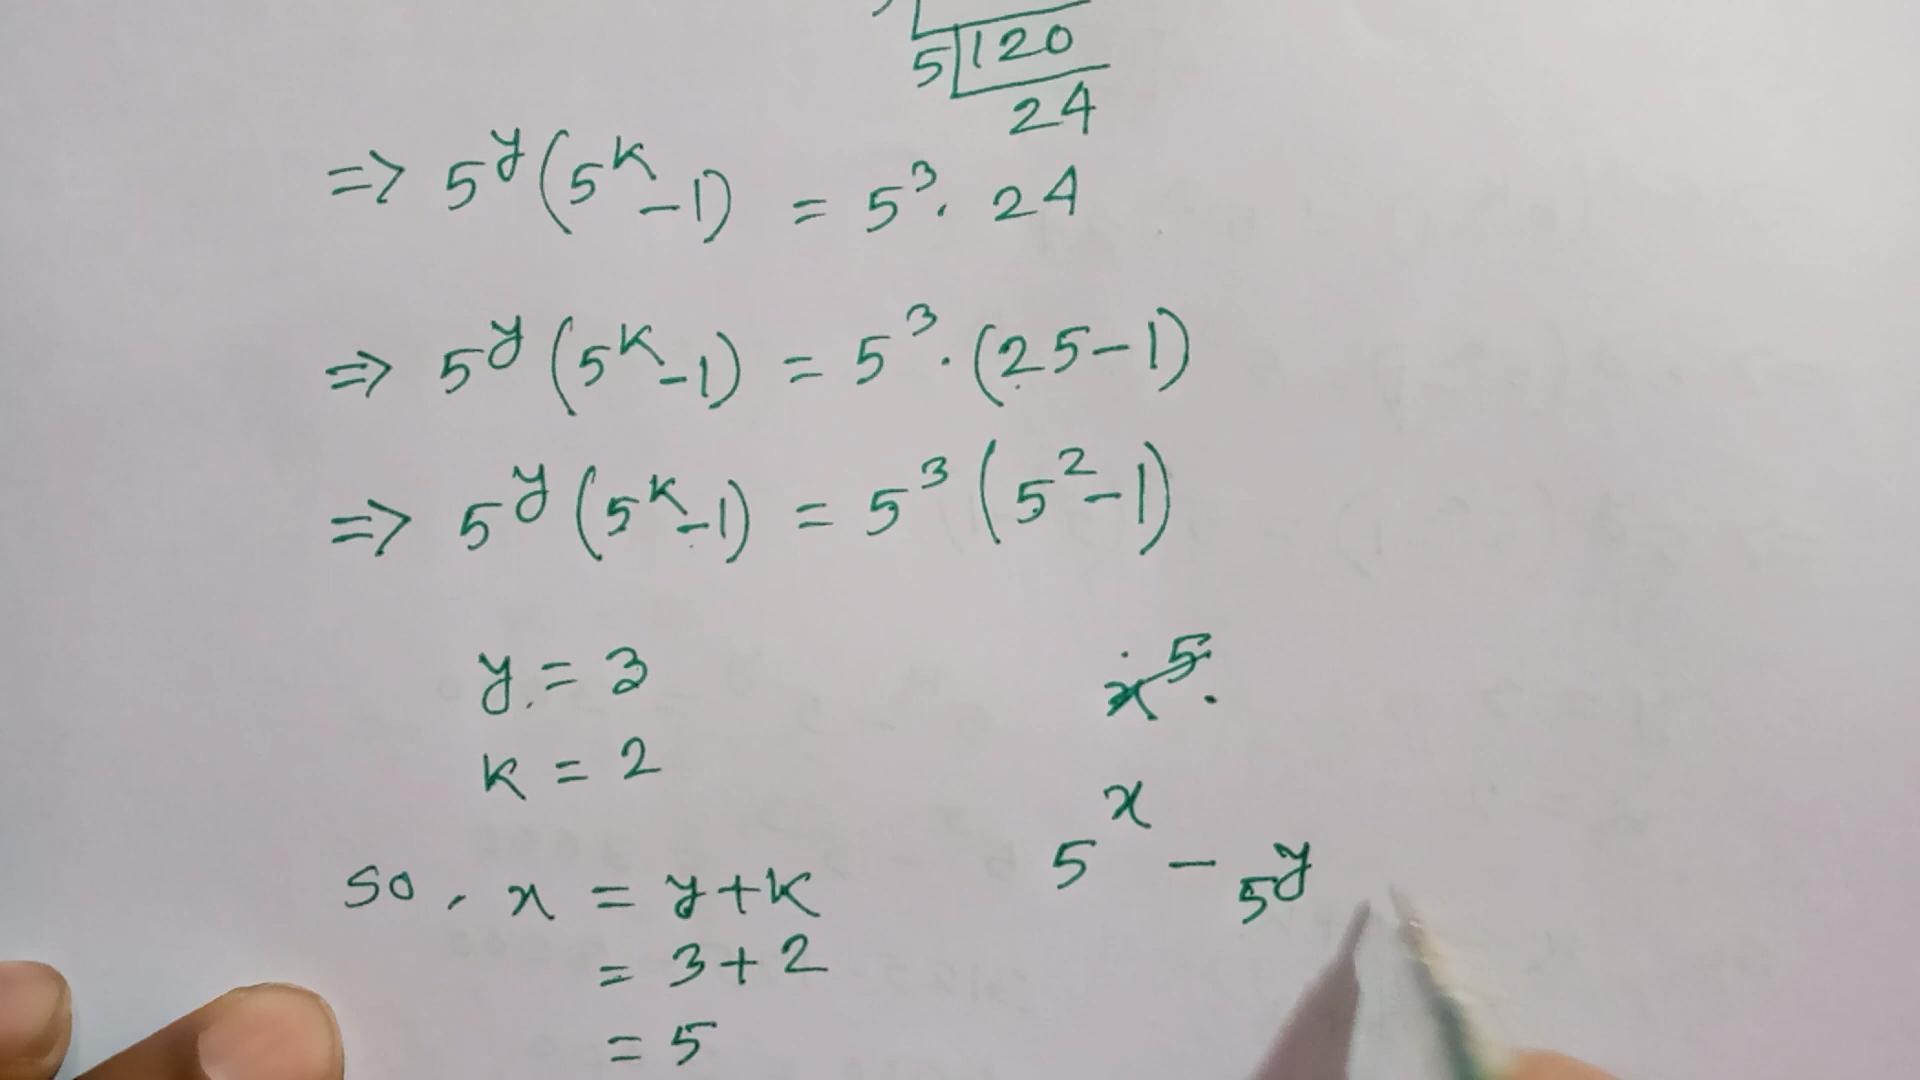 5|120
24
=> 5^y (5^k - 1) = 5^3 . 24
=> 5^y (5^k - 1) = 5^3 . (25 - 1)
=> 5^y (5^k - 1) = 5^3 (5^2 - 1)
y = 3
k = 2
so, x = y + k
= 3 + 2
= 5
x^5.
5^x - 5^y